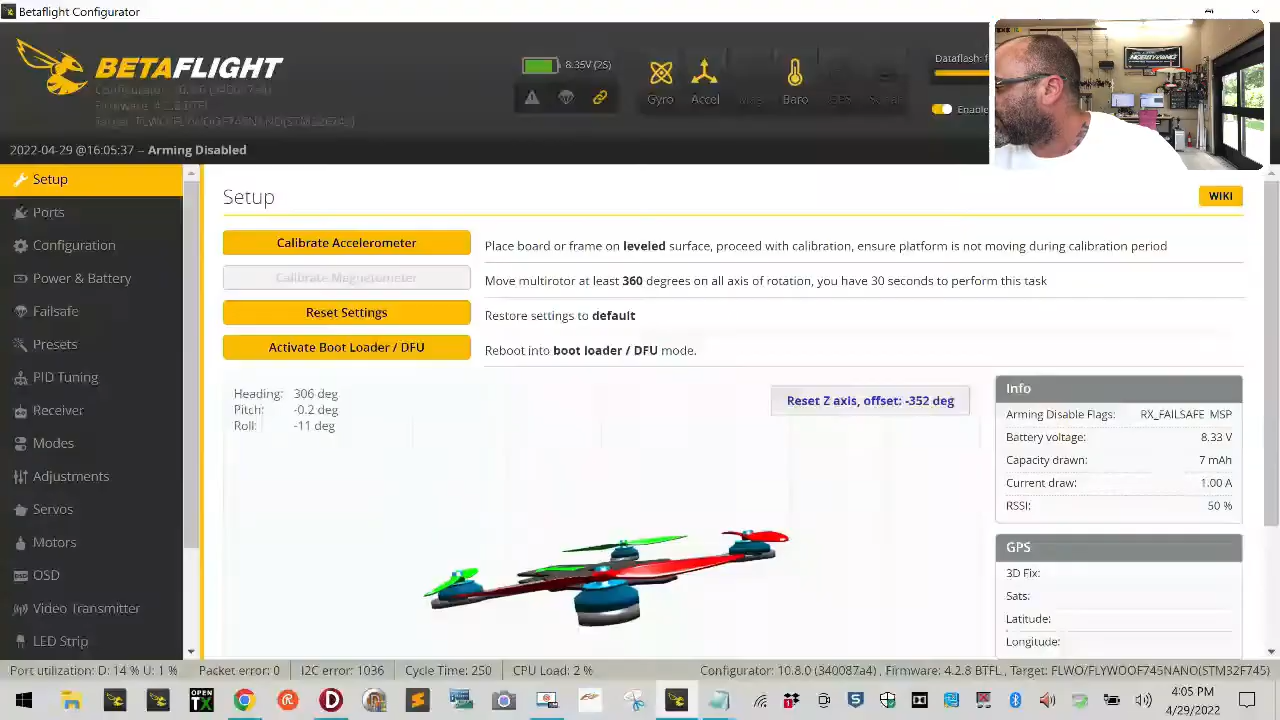 Betaflight Configurator
BETAFLIGHT
8.35V (2S)
Gyro
Accel
Baro
Enable
2022-04-29 @16:05:37 -- Arming Disabled
Setup
Ports
Configuration
Power & Battery
Failsafe
Presets
PID Tuning
Receiver
Modes
Adjustments
Servos
Motors
OSD
Video Transmitter
LED Strip
Setup
WIKI
Calibrate Accelerometer
Place board or frame on leveled surface, proceed with calibration, ensure platform is not moving during calibration period
Calibrate Magnetometer
Move multirotor at least 360 degrees on all axis of rotation, you have 30 seconds to perform this task
Reset Settings
Restore settings to default
Activate Boot Loader / DFU
Reboot into boot loader / DFU mode.
Heading: 306 deg
Pitch: -0.2 deg
Roll: -11 deg
Reset Z axis, offset: -352 deg
Info
Arming Disable Flags: RX_FAILSAFE MSP
Battery voltage: 8.33 V
Capacity drawn: 7 mAh
Current draw: 1.00 A
RSSI: 50 %
GPS
3D Fix:
Sats:
Latitude:
Longitude:
Port utilization: D: 14 % U: 1 %
Packet error: 0
I2C error: 1036
Cycle Time: 250
CPU Load: 2 %
Configurator: 10.8.0 (340087a4), Firmware: 4.2.8 BTFL, Target: FLWO/FLYWOOF745NANO(STM32F745)
OPEN
TX
4:05 PM
4/29/2022